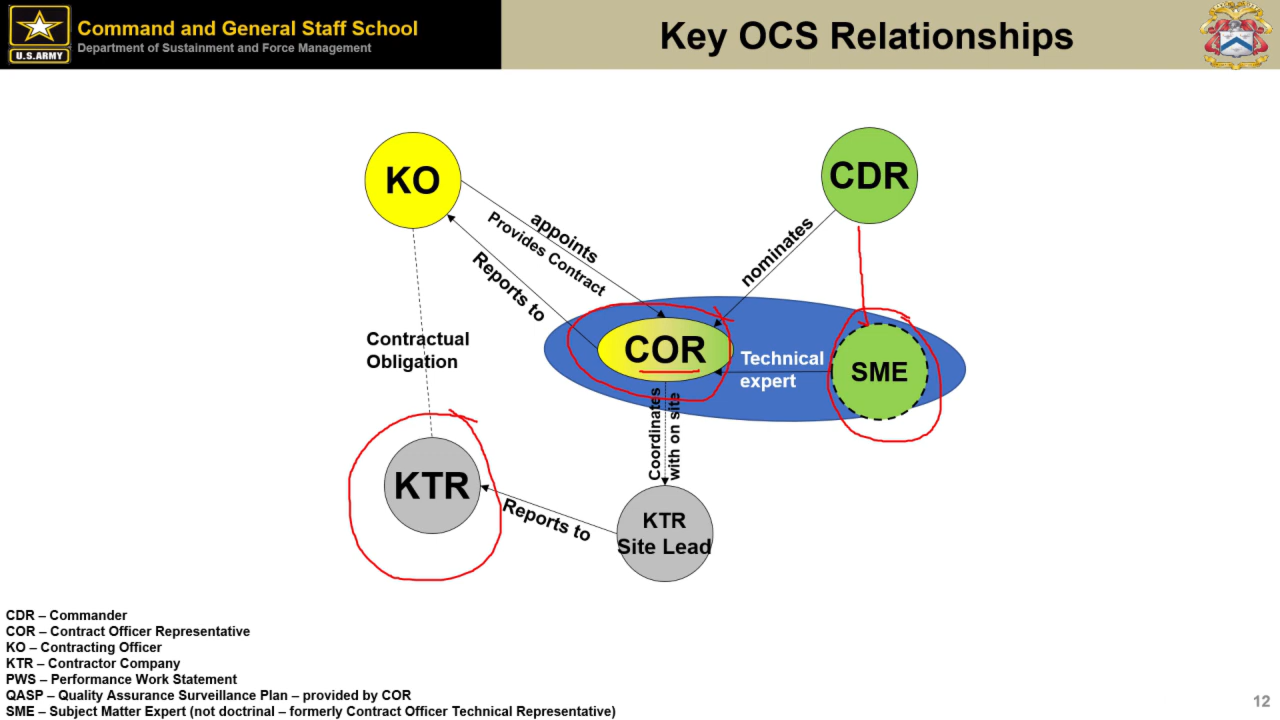 Command and General Staff School
Department of Sustainment and Force Management
U.S.ARMY
Key OCS Relationships
KO
CDR
appoints
Provides Contract
Reports to
nominates
Contractual
Obligation
COR
Technical
expert
SME
Coordinates
with on site
KTR
Reports to
KTR
Site Lead
CDR – Commander
COR – Contract Officer Representative
KO – Contracting Officer
KTR – Contractor Company
PWS – Performance Work Statement
QASP – Quality Assurance Surveillance Plan – provided by COR
SME – Subject Matter Expert (not doctrinal – formerly Contract Officer Technical Representative)
12